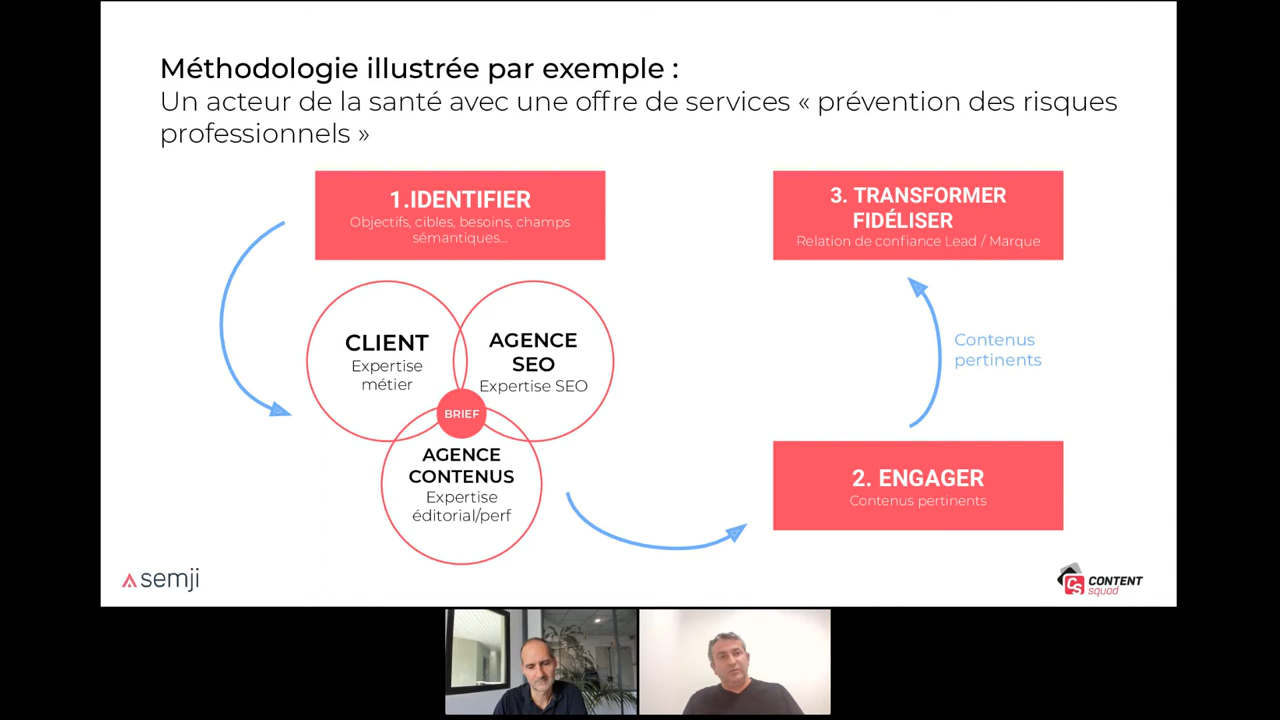 Méthodologie illustrée par exemple :
Un acteur de la santé avec une offre de services « prévention des risques
professionnels »
1.IDENTIFIER
Objectifs, cibles, besoins, champs
sémantiques...
CLIENT
Expertise
métier
AGENCE
SEO
Expertise SEO
BRIEF
AGENCE
CONTENUS
Expertise
éditorial/perf
3. TRANSFORMER
FIDÉLISER
Relation de confiance Lead / Marque
Contenus
pertinents
2. ENGAGER
Contenus pertinents
semji
CS
CONTENT
squad